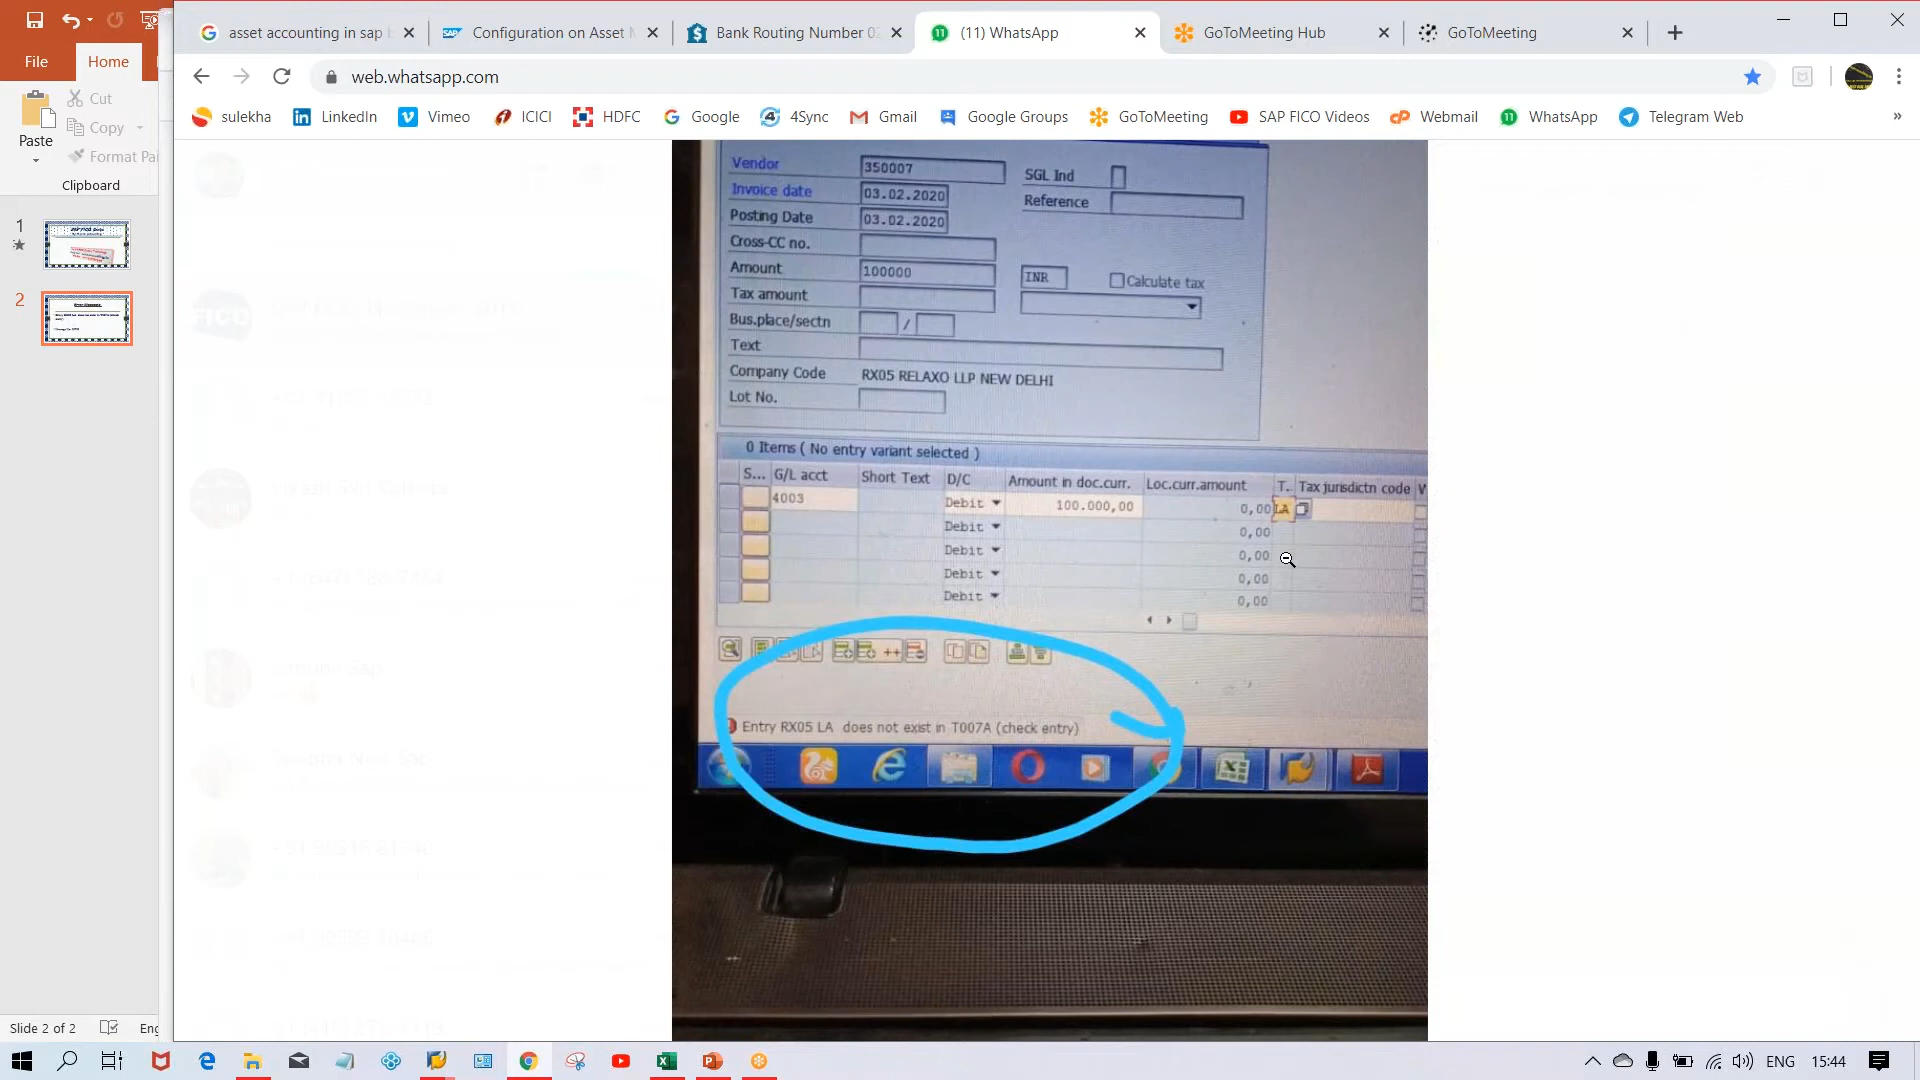 asset accounting in sap
Configuration on Asset
Bank Routing Number 02
(11) WhatsApp
GoToMeeting Hub
GoToMeeting
File
Home
web.whatsapp.com
Cut
Copy
Paste
Clipboard
sulekha
LinkedIn
Vimeo
ICICI
HDFC
Google
4Sync
Gmail
Google Groups
GoToMeeting
SAP FICO Videos
Webmail
WhatsApp
Telegram Web
Vendor 350007 SGL Ind
Invoice date 03.02.2020 Reference
Posting Date 03.02.2020
Cross-CC no.
Amount 100000 INR Calculate tax
Tax amount
Bus.place/sectn /
Text
Company Code RX05 RELAXO LLP NEW DELHI
Lot No.
0 Items ( No entry variant selected )
S... G/L acct Short Text D/C Amount in doc.curr. Loc.curr.amount T.. Tax jurisdictn code W
4003 Debit 100.000,00 0,00 LA
Debit 0,00
Debit 0,00
Debit 0,00
Debit 0,00
Entry RX05 LA does not exist in T007A (check entry)
1
2
Slide 2 of 2
ENG
15:44